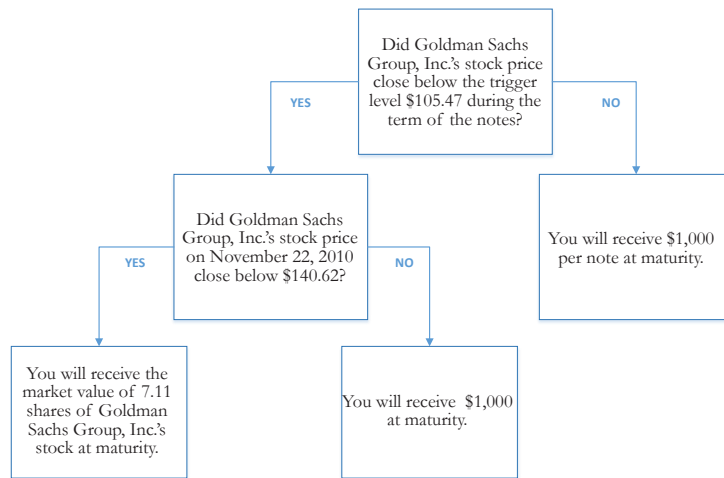 Did Goldman Sachs
Group, Inc.'s stock price
close below the trigger
level $105.47 during the
term of the notes?
YES
NO
Did Goldman Sachs
Group, Inc.'s stock price
on November 22, 2010
close below $140.62?
You will receive $1,000
per note at maturity.
YES
NO
You will receive the
market value of 7.11
shares of Goldman
Sachs Group, Inc.'s
stock at maturity.
You will receive $1,000
at maturity.